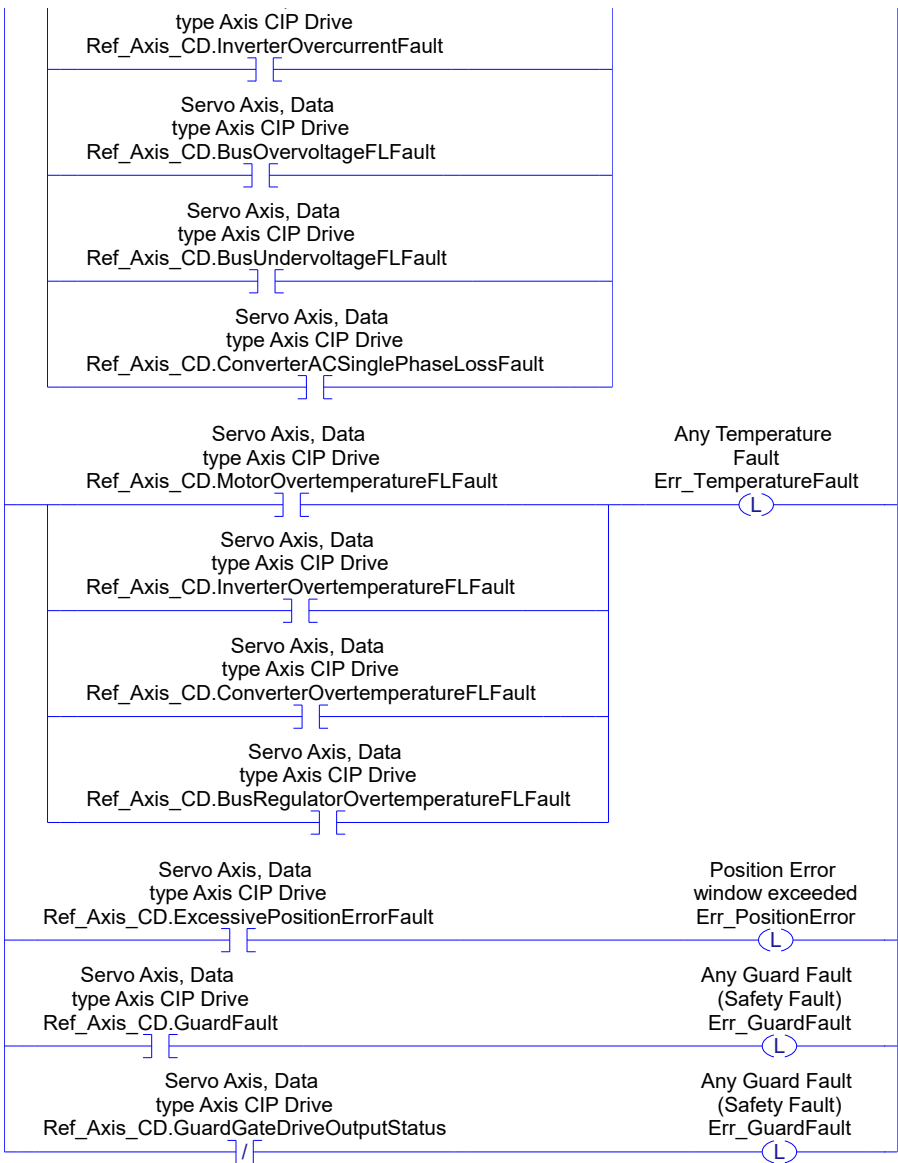 type Axis CIP Drive
Ref_Axis_CD.InverterOvercurrentFault
Servo Axis, Data
type Axis CIP Drive
Ref_Axis_CD.BusOvervoltageFLFault
Servo Axis, Data
type Axis CIP Drive
Ref_Axis_CD.BusUndervoltageFLFault
Servo Axis, Data
type Axis CIP Drive
Ref_Axis_CD.ConverterACSinglePhaseLossFault
Servo Axis, Data
type Axis CIP Drive
Ref_Axis_CD.MotorOvertemperatureFLFault
Any Temperature
Fault
Err_TemperatureFault
L
Servo Axis, Data
type Axis CIP Drive
Ref_Axis_CD.InverterOvertemperatureFLFault
Servo Axis, Data
type Axis CIP Drive
Ref_Axis_CD.ConverterOvertemperatureFLFault
Servo Axis, Data
type Axis CIP Drive
Ref_Axis_CD.BusRegulatorOvertemperatureFLFault
Servo Axis, Data
type Axis CIP Drive
Ref_Axis_CD.ExcessivePositionErrorFault
Position Error
window exceeded
Err_PositionError
L
Servo Axis, Data
type Axis CIP Drive
Ref_Axis_CD.GuardFault
Any Guard Fault
(Safety Fault)
Err_GuardFault
L
Servo Axis, Data
type Axis CIP Drive
Ref_Axis_CD.GuardGateDriveOutputStatus
/
Any Guard Fault
(Safety Fault)
Err_GuardFault
L